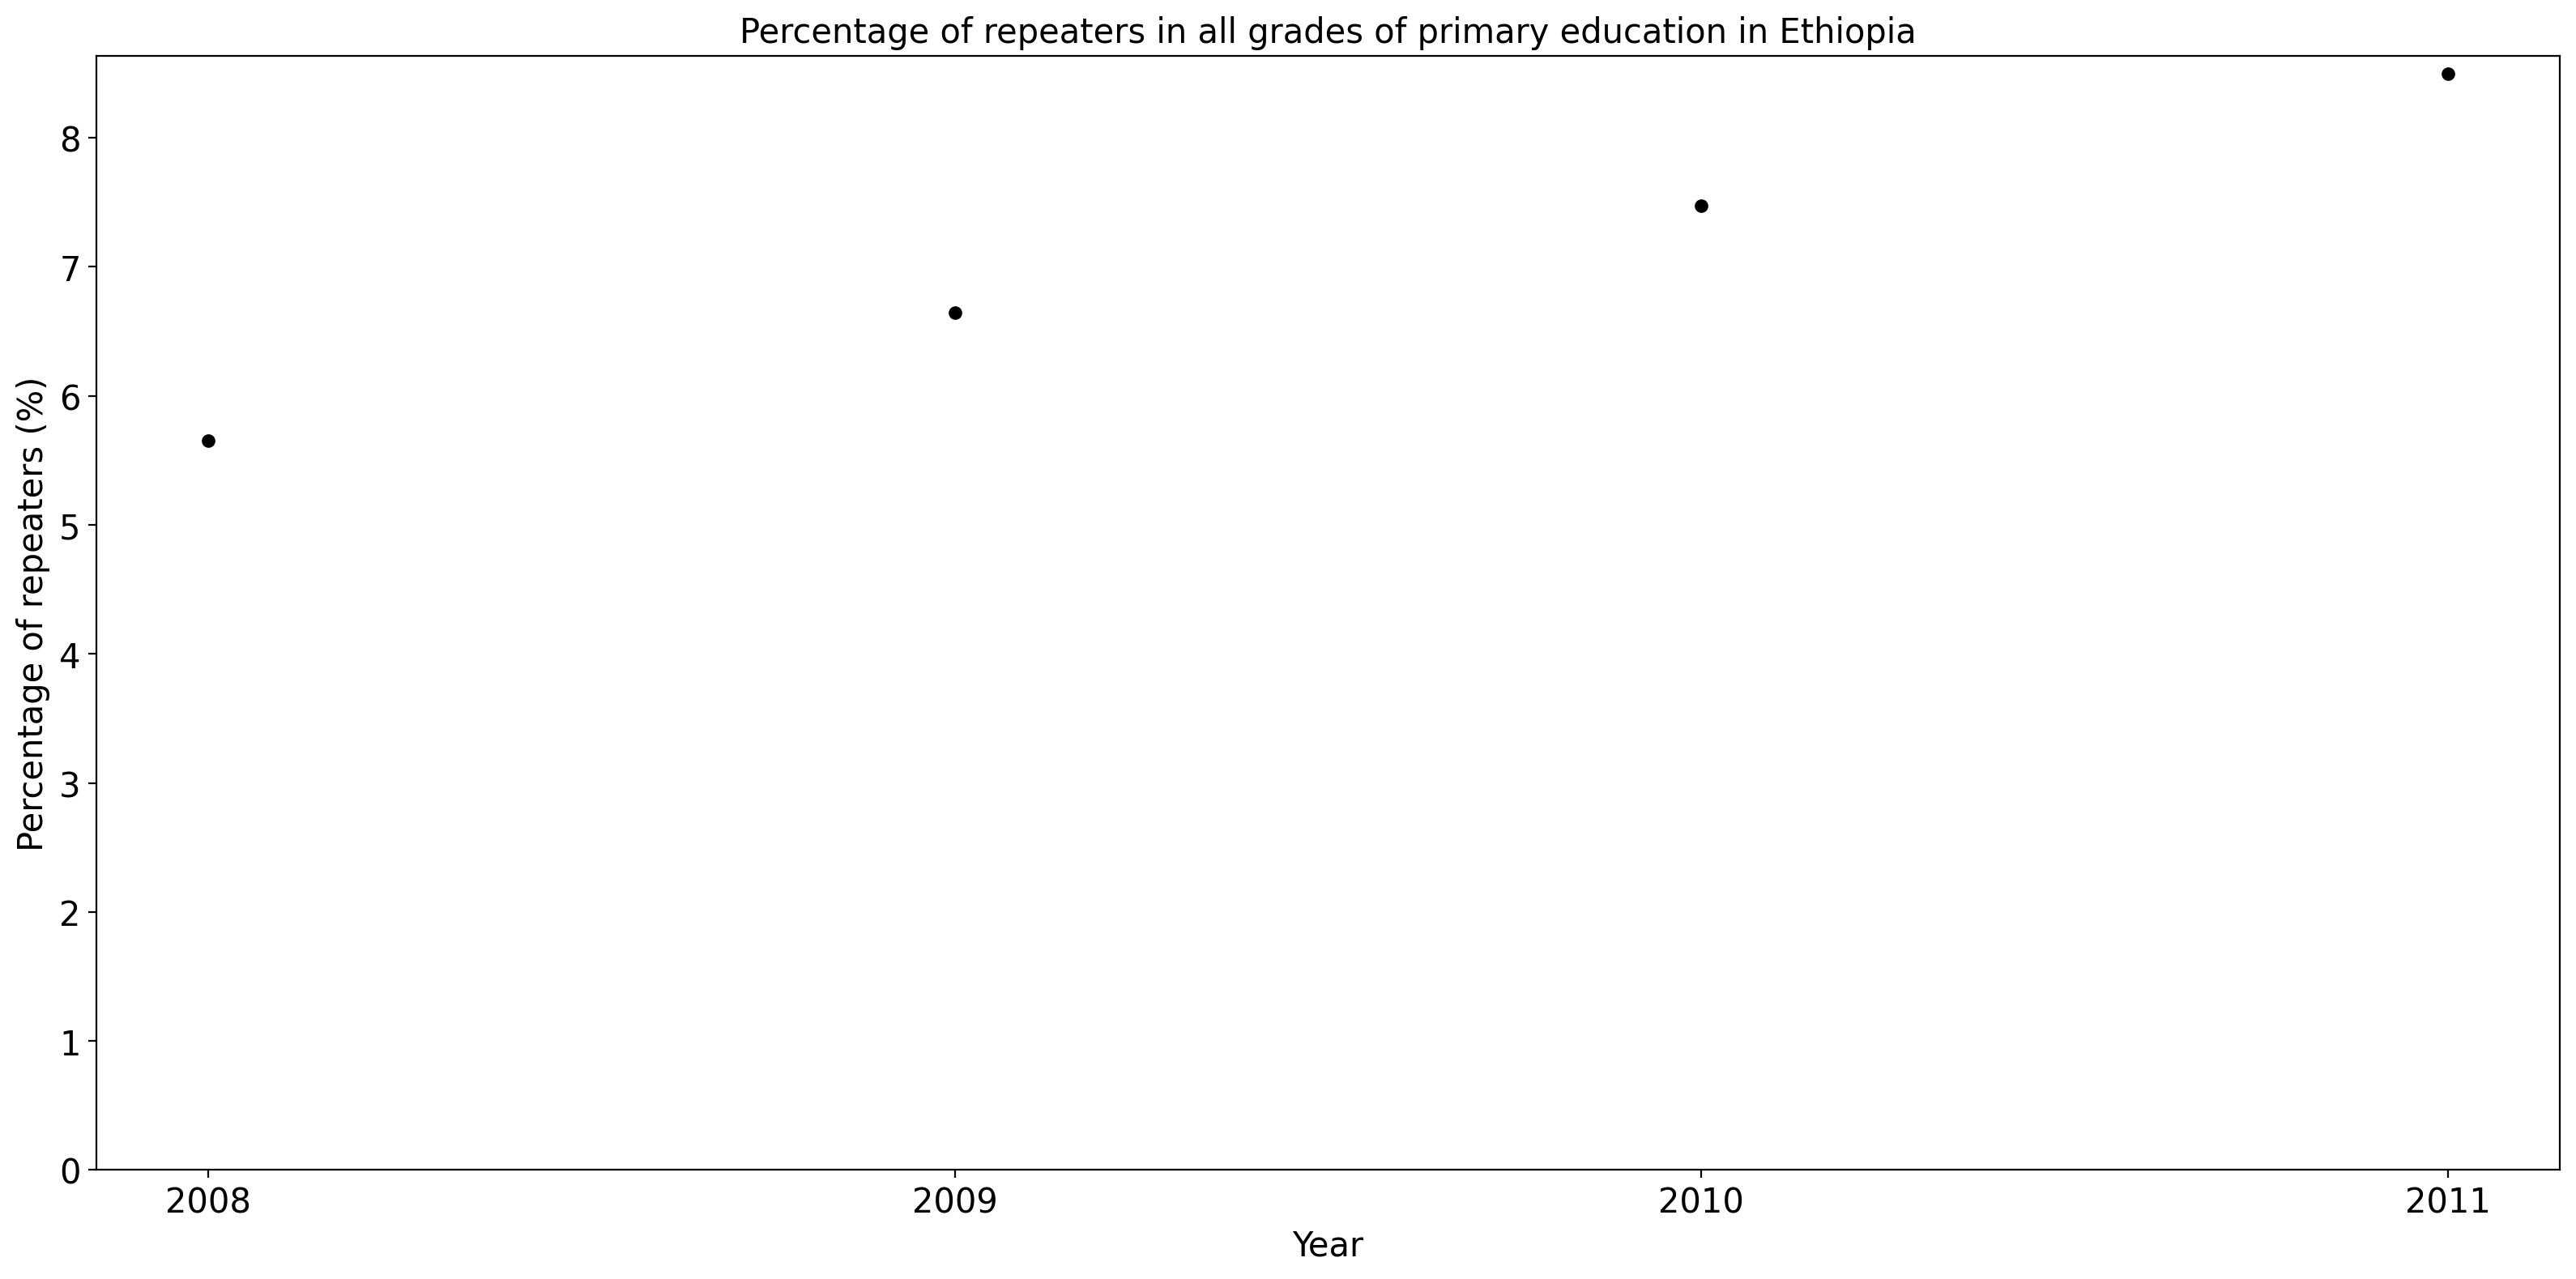 Percentage of repeaters in all grades of primary education in Ethiopia
Percentage of repeaters (%)
8
7
6
5
4
3
2
1
0
2008 2009 2010 2011
Year